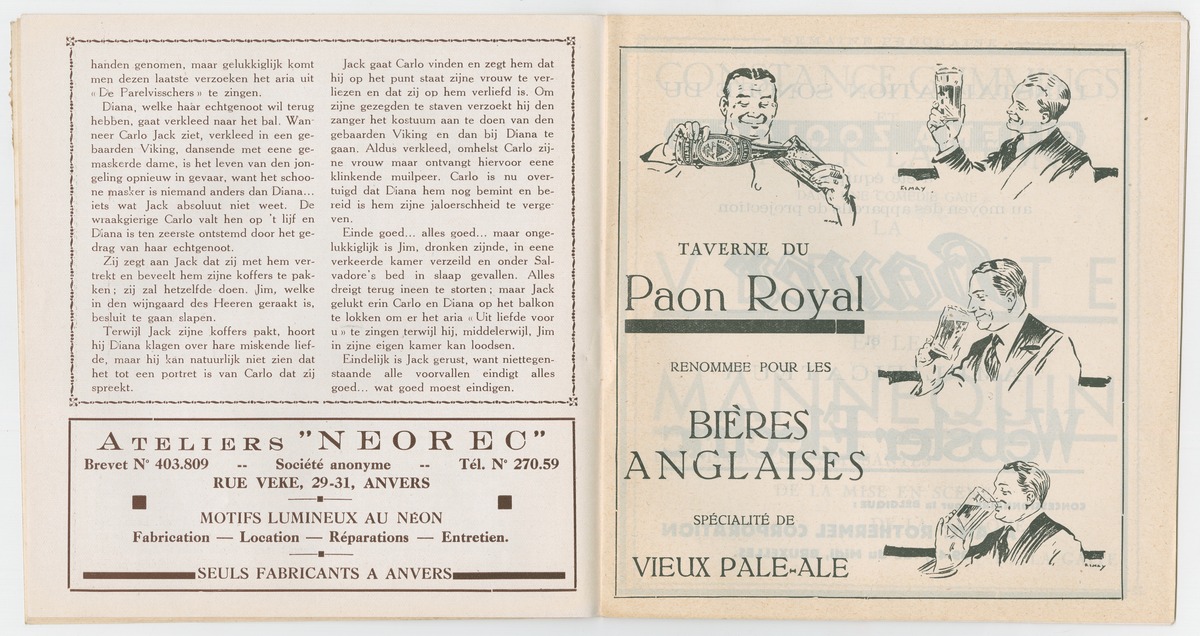 handen genomen, maar gelukkiglijk komt
men dezen laatste verzoeken het aria uit
« De Parelvisschers » te zingen.
Diana, welke haar echtgenoot wil terug
hebben, gaat verkleed naar het bal. Wan-
neer Carlo Jack ziet, verkleed in een ge-
baarden Viking, dansende met eene ge-
maskerde dame, is het leven van den jon-
geling opnieuw in gevaar, want het schoo-
ne masker is niemand anders dan Diana...
iets wat Jack absoluut niet weet. De
wraakgierige Carlo valt hen op 't lijf en
Diana is ten zeerste ontstemd door het ge-
drag van haar echtgenoot.
Zij zegt aan Jack dat zij met hem ver-
trekt en beveelt hem zijne koffers te pak-
ken; zij zal hetzelfde doen. Jim, welke
in den wijngaard des Heeren geraakt is,
besluit te gaan slapen.
Terwijl Jack zijne koffers pakt, hoort
hij Diana klagen over hare miskende lief-
de, maar hij kan natuurlijk niet zien dat
het tot een portret is van Carlo dat zij
spreekt.
Jack gaat Carlo vinden en zegt hem dat
hij op het punt staat zijne vrouw te ver-
liezen en dat zij op hem verliefd is. Om
zijne gezegden te staven verzoekt hij den
zanger het kostuum aan te doen van den
gebaarden Viking en dan bij Diana te
gaan. Aldus verkleed, omhelst Carlo zij-
ne vrouw maar ontvangt hiervoor eene
klinkende muilpeer. Carlo is nu over-
tuigd dat Diana hem nog bemint en be-
reid is hem zijne jaloerschheid te verge-
ven.
Einde goed... alles goed... maar onge-
lukkiglijk is Jim, dronken zijnde, in eene
verkeerde kamer verzeild en onder Sal-
vadore's bed in slaap gevallen. Alles
dreigt terug ineen te storten; maar Jack
gelukt erin Carlo en Diana op het balkon
te lokken om er het aria « Uit liefde voor
u » te zingen terwijl hij, middelerwijl, Jim
in zijne eigen kamer kan loodsen.
Eindelijk is Jack gerust, want niettegen-
staande alle voorvallen eindigt alles
goed... wat goed moest eindigen.
ATELIERS "NEOREC"
Brevet N° 403.809 -- Société anonyme -- Tél. N° 270.59
RUE VEKE, 29-31, ANVERS
MOTIFS LUMINEUX AU NÉON
Fabrication — Location — Réparations — Entretien.
SEULS FABRICANTS A ANVERS
ELMAY
TAVERNE DU
Paon Royal
RENOMMEE POUR LES
BIÈRES
ANGLAISES
SPÉCIALITÉ DE
VIEUX PALE-ALE
ELMAY